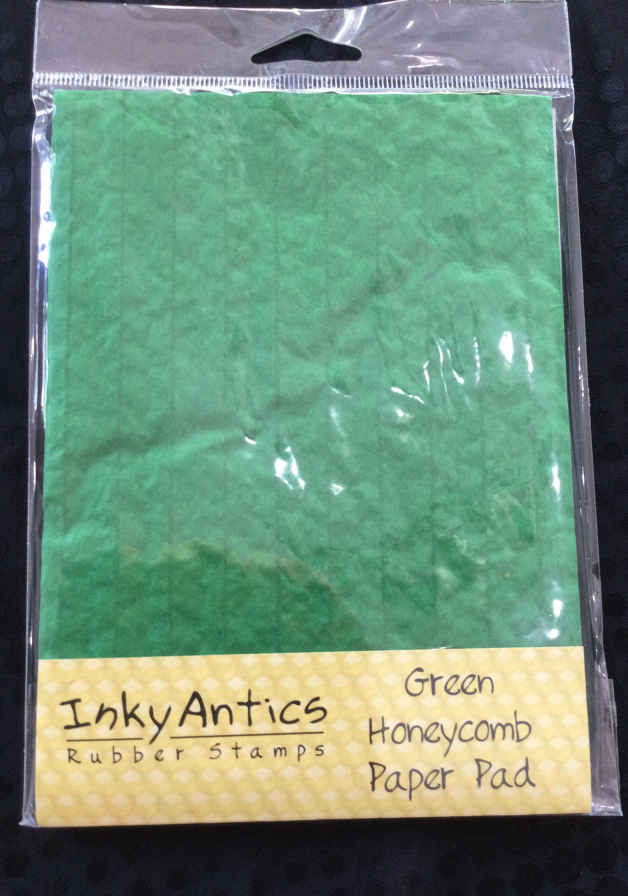 InkyAntics
Rubber Stamps
Green
Honeycomb
Paper Pad